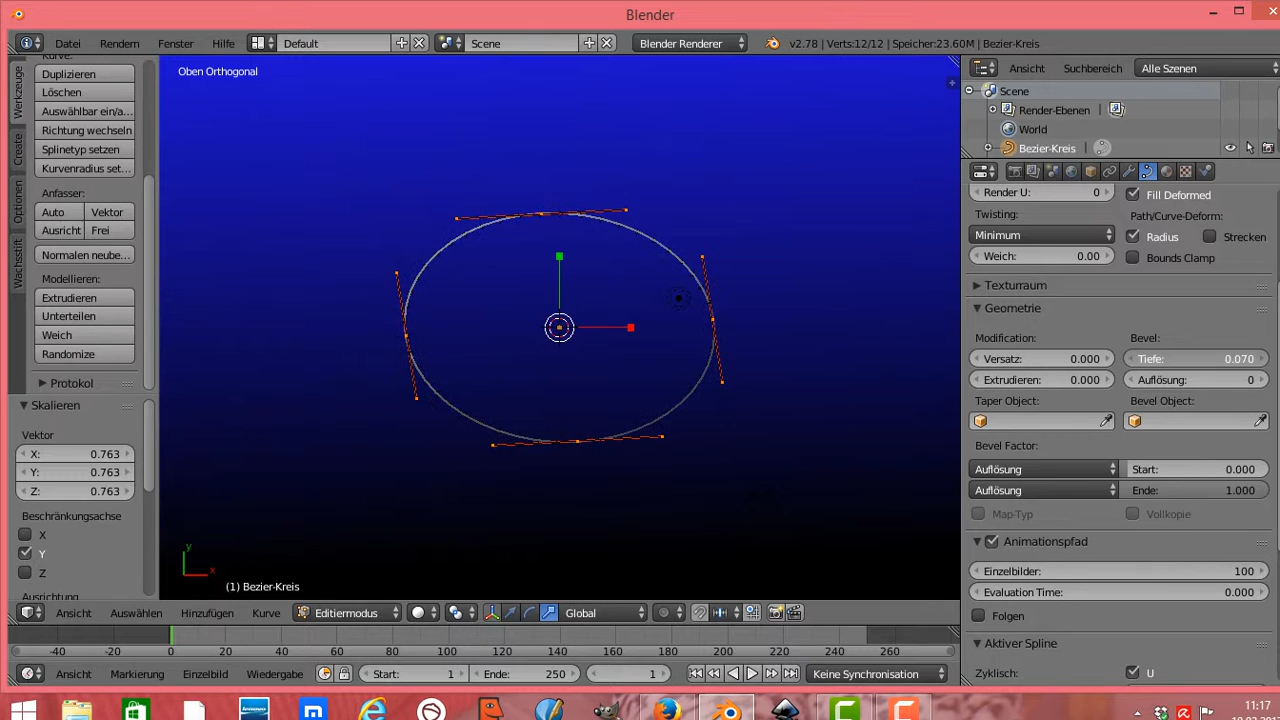 Blender
Datei Rendern Fenster Hilfe Default Scene Blender Renderer v2.78 | Verts:12/12 | Speicher:23.60M | Bezier-Kreis
Oben Orthogonal
Ansicht Suchbereich Alle Szenen
Scene
Render-Ebenen |
World
Bezier-Kreis
Werkzeuge
Create
Optionen
Wachsstift
Kurve:
Duplizieren
Löschen
Auswählbar ein/a...
Richtung wechseln
Splinetyp setzen
Kurvenradius set...
Anfasser:
Auto Vektor
Ausricht Frei
Normalen neube...
Modellieren:
Extrudieren
Unterteilen
Weich
Randomize
Protokol
Skalieren
Vektor
X: 0.763
Y: 0.763
Z: 0.763
Beschränkungsachse
X
Y
Z
Ausrichtung
y
x
(1) Bezier-Kreis
Render U: 0 Fill Deformed
Twisting: Path/Curve-Deform:
Minimum Radius Strecken
Weich: 0.00 Bounds Clamp
Texturraum
Geometrie
Modification: Bevel:
Versatz: 0.000 Tiefe: 0.070
Extrudieren: 0.000 Auflösung: 0
Taper Object: Bevel Object:
Bevel Factor:
Auflösung Start: 0.000
Auflösung Ende: 1.000
Map-Typ Vollkopie
Animationspfad
Einzelbilder: 100
Evaluation Time: 0.000
Folgen
Aktiver Spline
Zyklisch: U
Ansicht Auswählen Hinzufügen Kurve Editiermodus Global
-40 -20 0 20 40 60 80 100 120 140 160 180 200 220 240 260
Ansicht Markierung Einzelbild Wiedergabe Start: 1 Ende: 250 1 Keine Synchronisation
lenovo
11:17